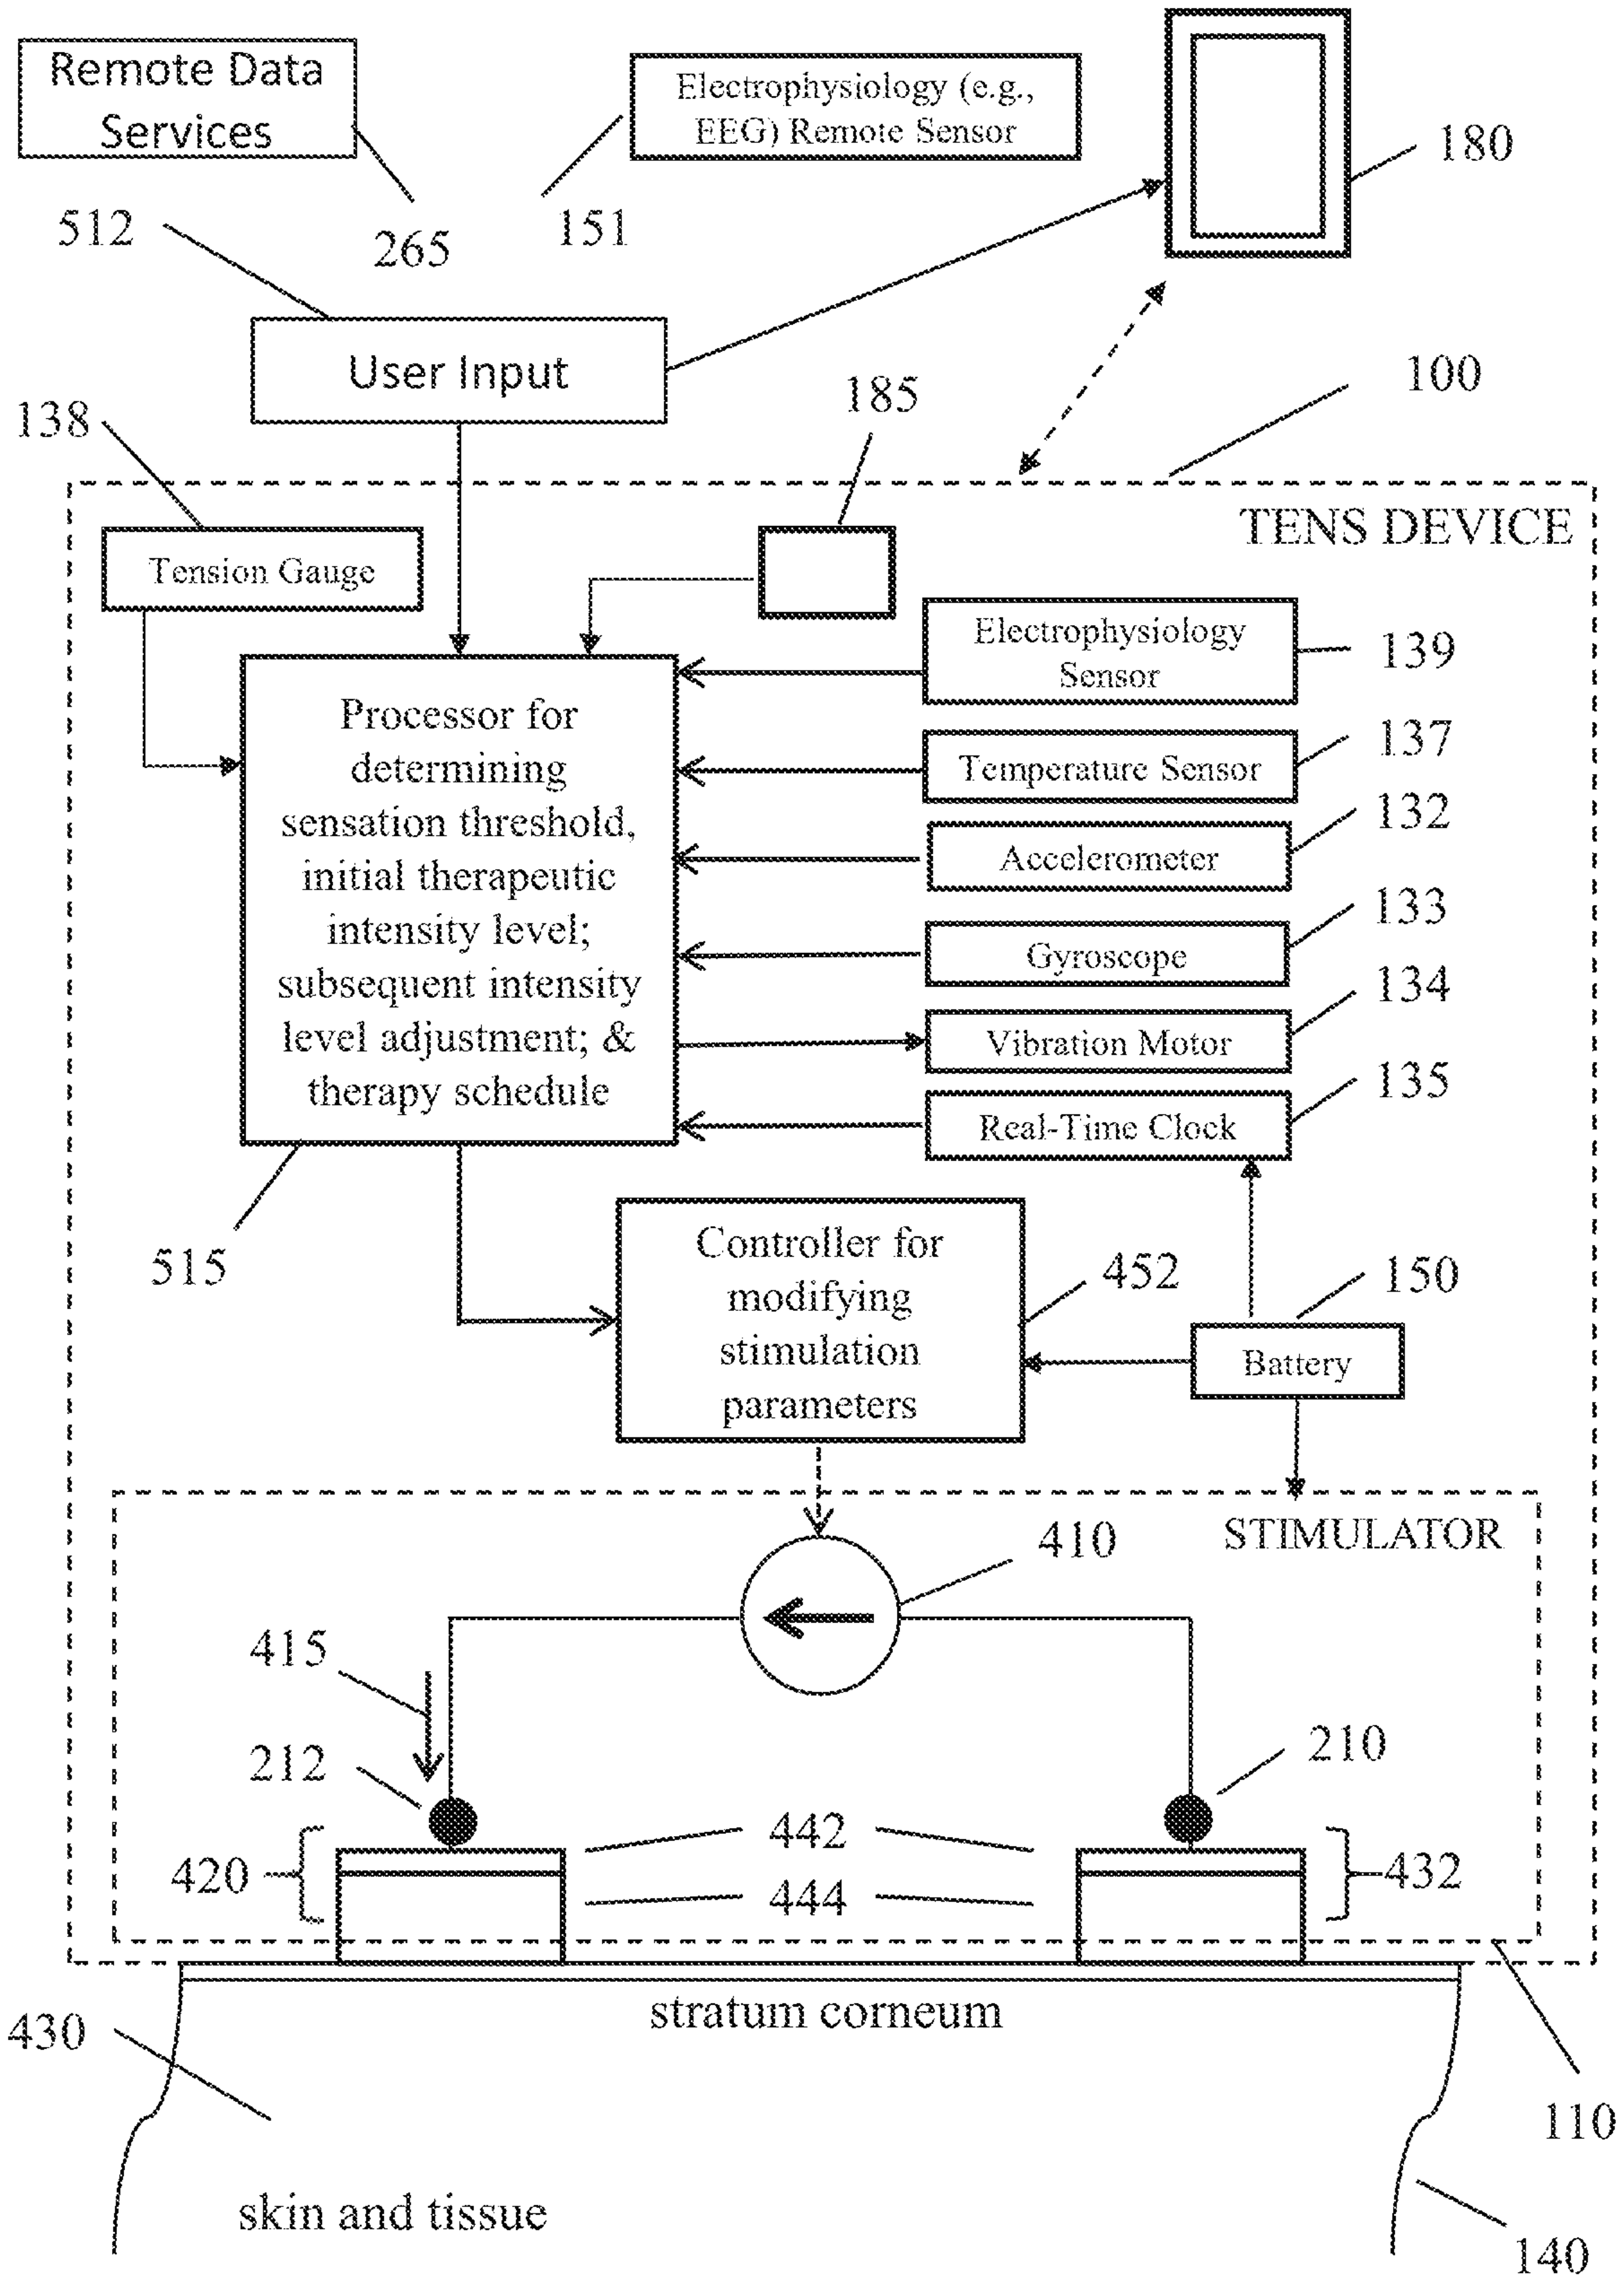 Remote Data
Services
Electrophysiology (e.g.,
EEG) Remote Sensor
180
512
265
151
User Input
138
185
100
TENS DEVICE
Tension Gauge
Electrophysiology
Sensor
139
Processor for
determining
sensation threshold,
initial therapeutic
intensity level;
subsequent intensity
level adjustment; &
therapy schedule
137
Temperature Sensor
132
Accelerometer
133
Gyroscope
134
Vibration Motor
135
Real-Time Clock
515
Controller for
modifying
stimulation
parameters
452
150
Battery
STIMULATOR
410
415
212
210
442
420
444
432
stratum corneum
430
110
skin and tissue
140